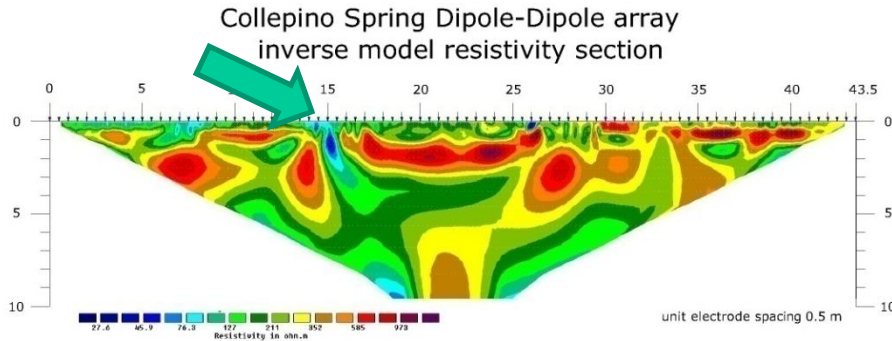 Collepino Spring Dipole-Dipole array
inverse model resistivity section
0 5 15 20 25 30 35 40 43.5
0 0
5 5
10 10
27.6 45.9 76.3 127 211 352 585 973
Resistivity in ohm.m
unit electrode spacing 0.5 m